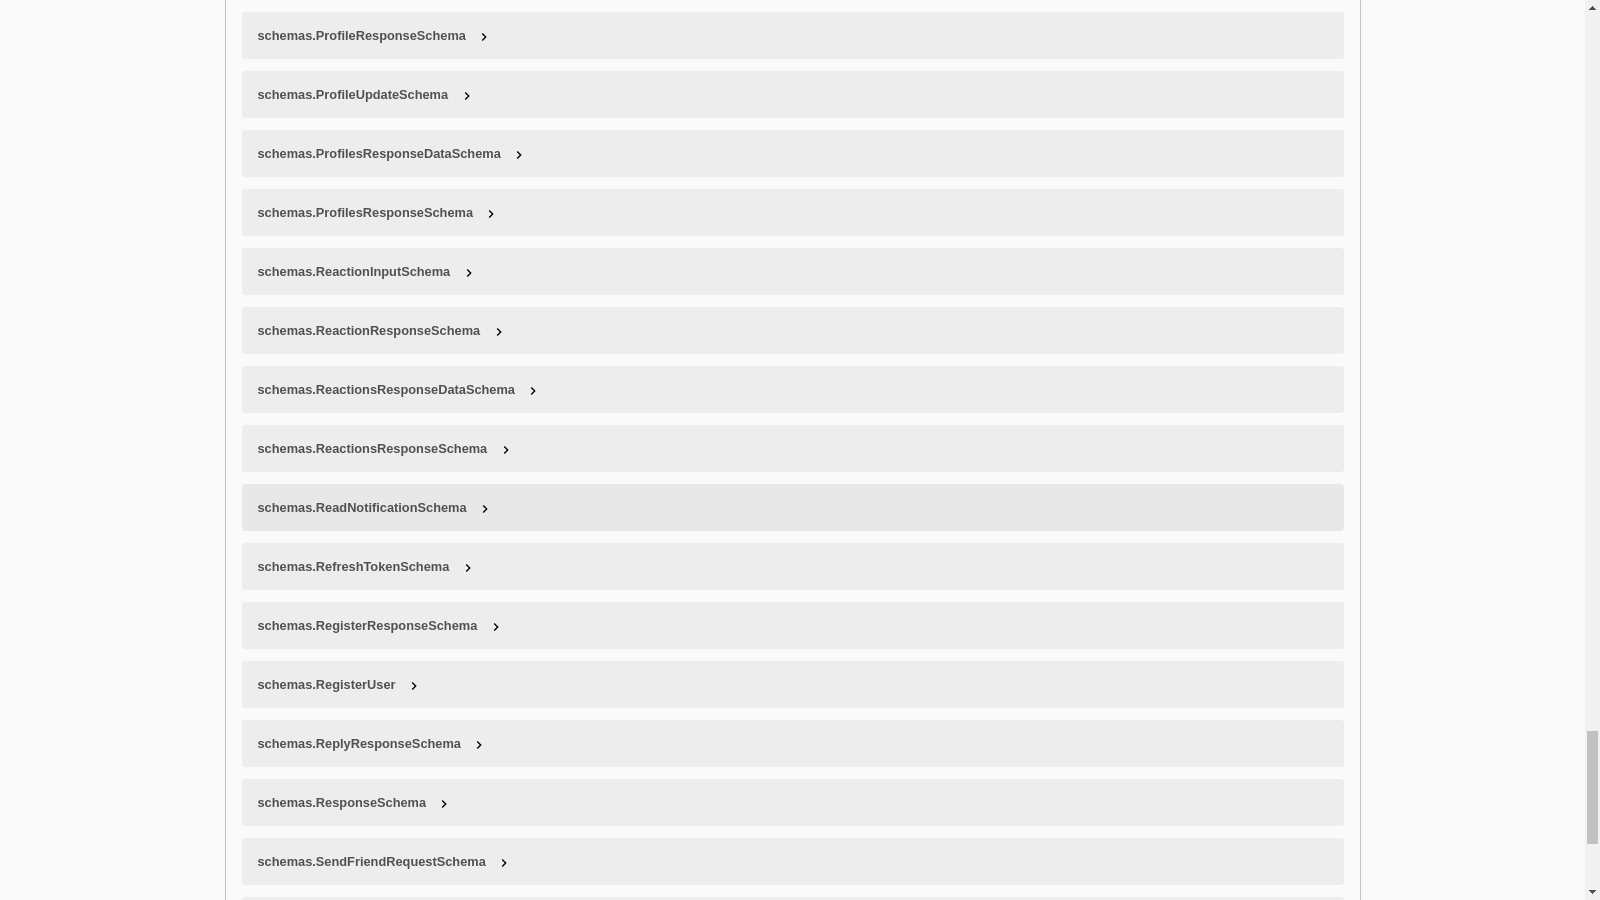 schemas.ProfileResponseSchema
schemas.ProfileUpdateSchema
schemas.ProfilesResponseDataSchema
schemas.ProfilesResponseSchema
schemas.ReactionInputSchema
schemas.ReactionResponseSchema
schemas.ReactionsResponseDataSchema
schemas.ReactionsResponseSchema
schemas.ReadNotificationSchema
schemas.RefreshTokenSchema
schemas.RegisterResponseSchema
schemas.RegisterUser
schemas.ReplyResponseSchema
schemas.ResponseSchema
schemas.SendFriendRequestSchema